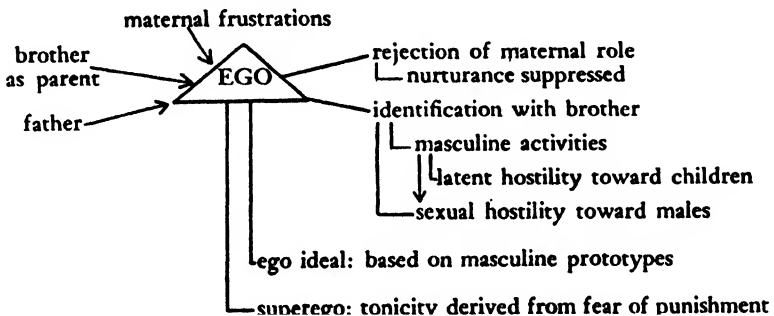 maternal frustrations
brother
as parent
father
EGO
rejection of maternal role
nurturance suppressed
identification with brother
masculine activities
latent hostility toward children
sexual hostility toward males
ego ideal: based on masculine prototypes
superego: tonicity derived from fear of punishment